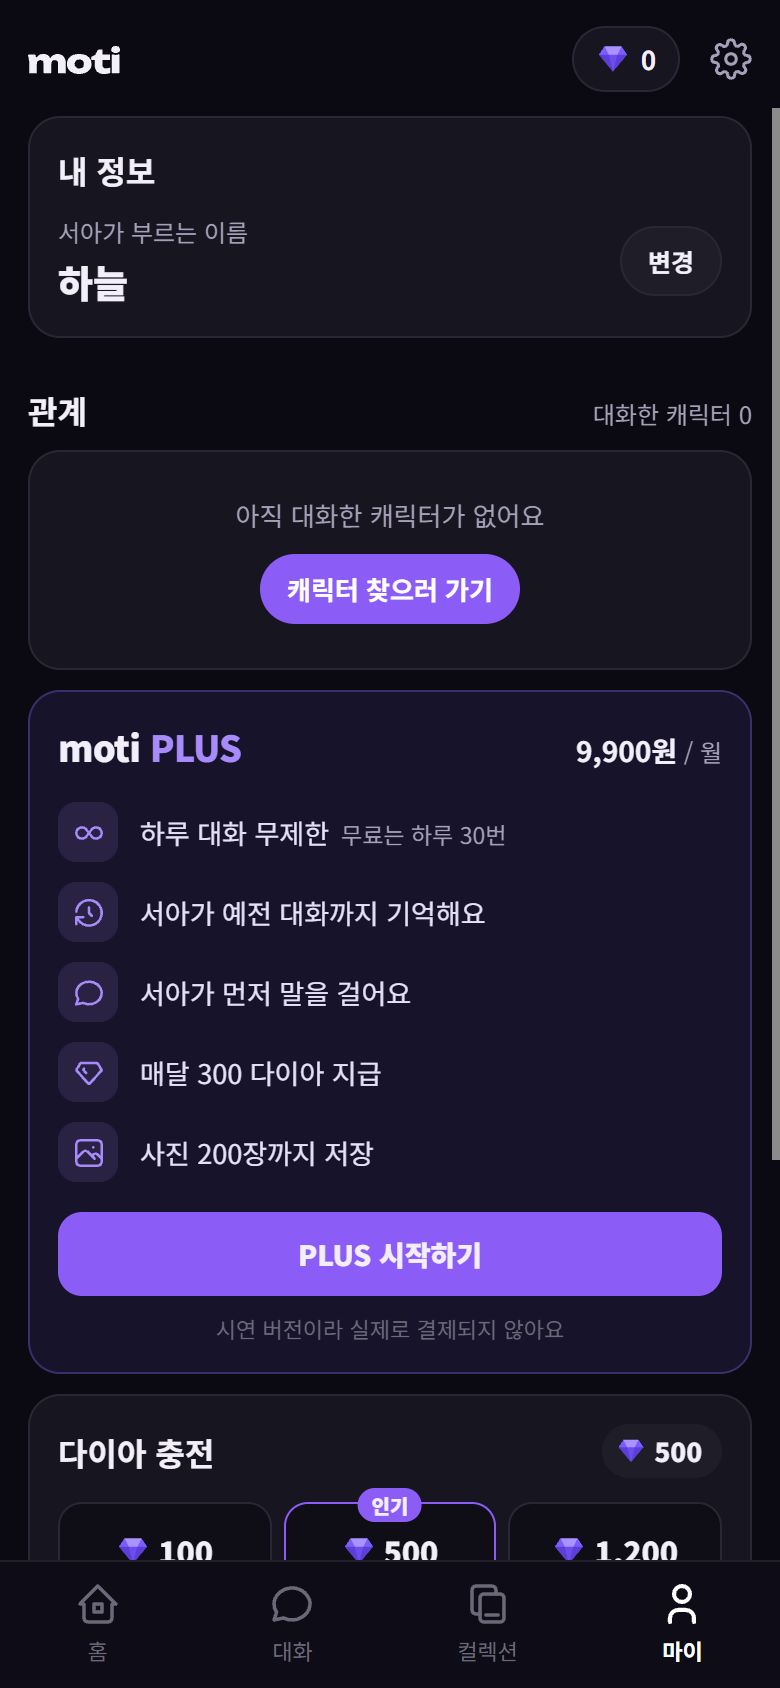 moti
0
내 정보
서아가 부르는 이름
하늘
변경
관계
대화한 캐릭터 0
아직 대화한 캐릭터가 없어요
캐릭터 찾으러 가기
moti PLUS
9,900원 / 월
하루 대화 무제한 무료는 하루 30번
서아가 예전 대화까지 기억해요
서아가 먼저 말을 걸어요
매달 300 다이아 지급
사진 200장까지 저장
PLUS 시작하기
시연 버전이라 실제로 결제되지 않아요
다이아 충전
500
인기
100
500
1,200
홈
대화
컬렉션
마이